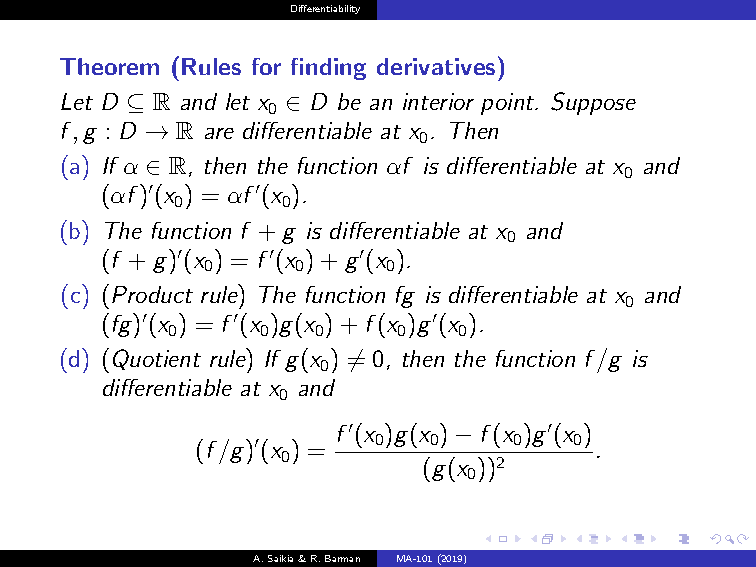 Differentiability
Theorem (Rules for finding derivatives)
Let D ⊆ ℝ and let x₀ ∈ D be an interior point. Suppose
f, g : D → ℝ are differentiable at x₀. Then
(a) If α ∈ ℝ, then the function αf is differentiable at x₀ and
(αf)′(x₀) = αf′(x₀).
(b) The function f + g is differentiable at x₀ and
(f + g)′(x₀) = f′(x₀) + g′(x₀).
(c) (Product rule) The function fg is differentiable at x₀ and
(fg)′(x₀) = f′(x₀)g(x₀) + f(x₀)g′(x₀).
(d) (Quotient rule) If g(x₀) ≠ 0, then the function f/g is
differentiable at x₀ and
(f/g)′(x₀) = f′(x₀)g(x₀) − f(x₀)g′(x₀) / (g(x₀))².
A. Saikia & R. Barman MA-101 (2019)